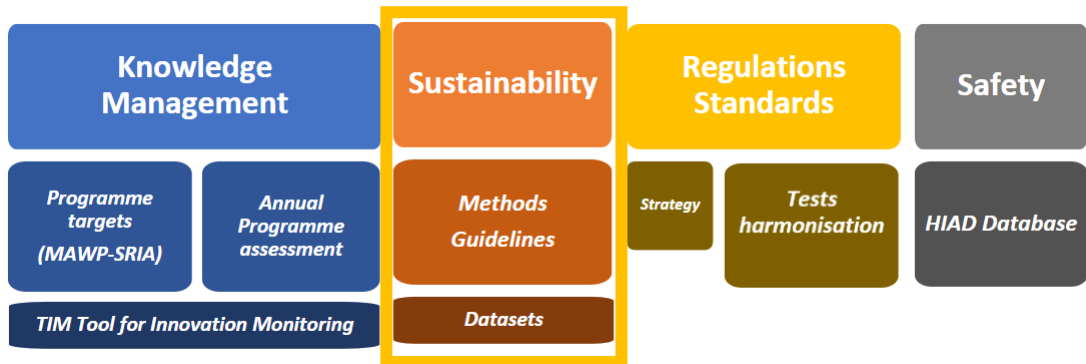 Knowledge
Management
Sustainability
Regulations
Standards
Safety
Programme
targets
(MAWP-SRIA)
Annual
Programme
assessment
Methods
Guidelines
Strategy
Tests
harmonisation
HIAD Database
TIM Tool for Innovation Monitoring
Datasets